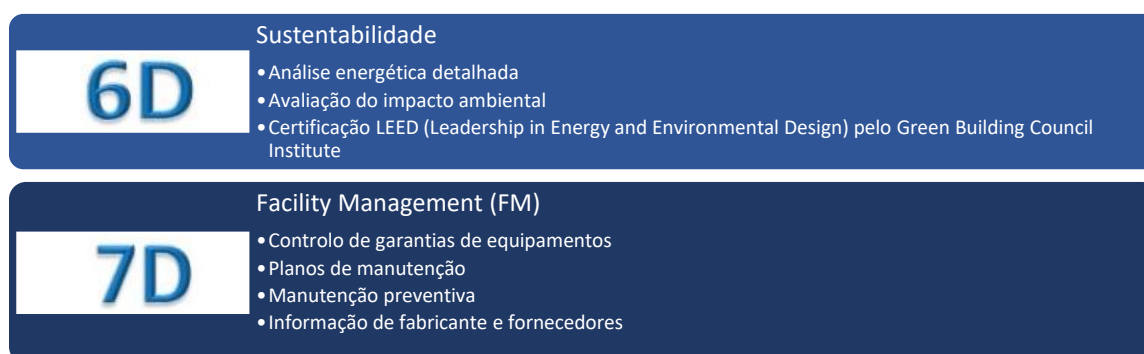 6D
Sustentabilidade
•Análise energética detalhada
•Avaliação do impacto ambiental
•Certificação LEED (Leadership in Energy and Environmental Design) pelo Green Building Council
Institute
7D
Facility Management (FM)
•Controlo de garantias de equipamentos
•Planos de manutenção
•Manutenção preventiva
•Informação de fabricante e fornecedores